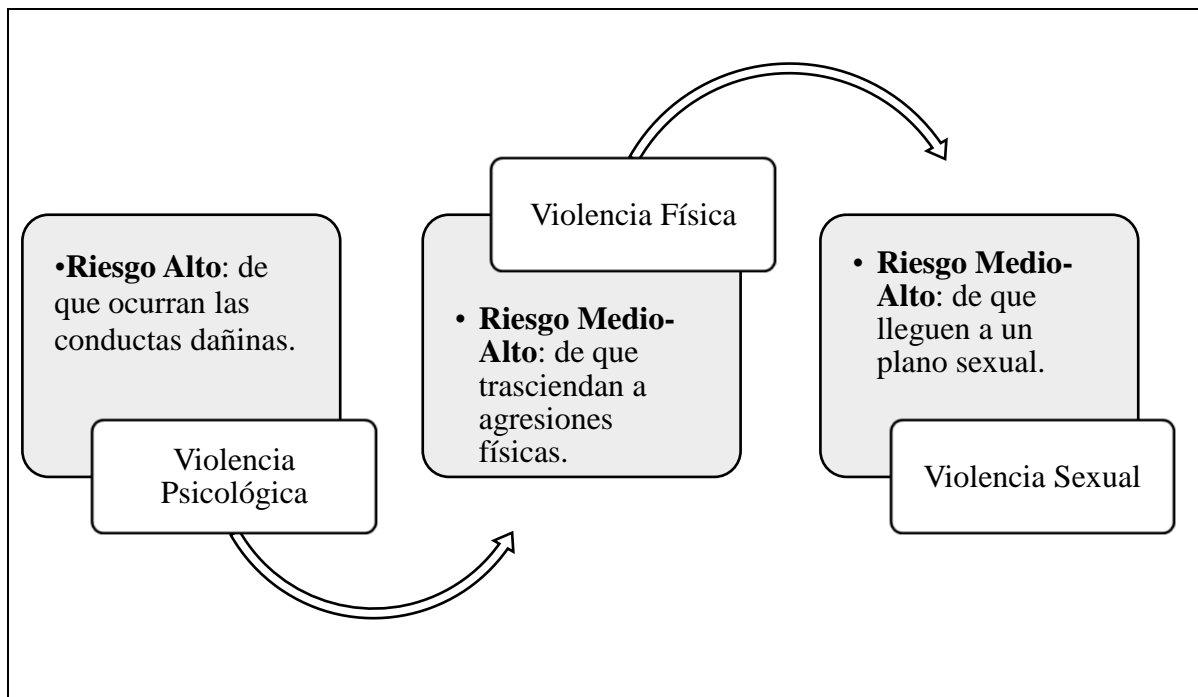 •Riesgo Alto: de
que ocurran las
conductas dañinas.
Violencia
Psicológica
Violencia Física
• Riesgo Medio-
Alto: de que
trasciendan a
agresiones
físicas.
• Riesgo Medio-
Alto: de que
lleguen a un
plano sexual.
Violencia Sexual